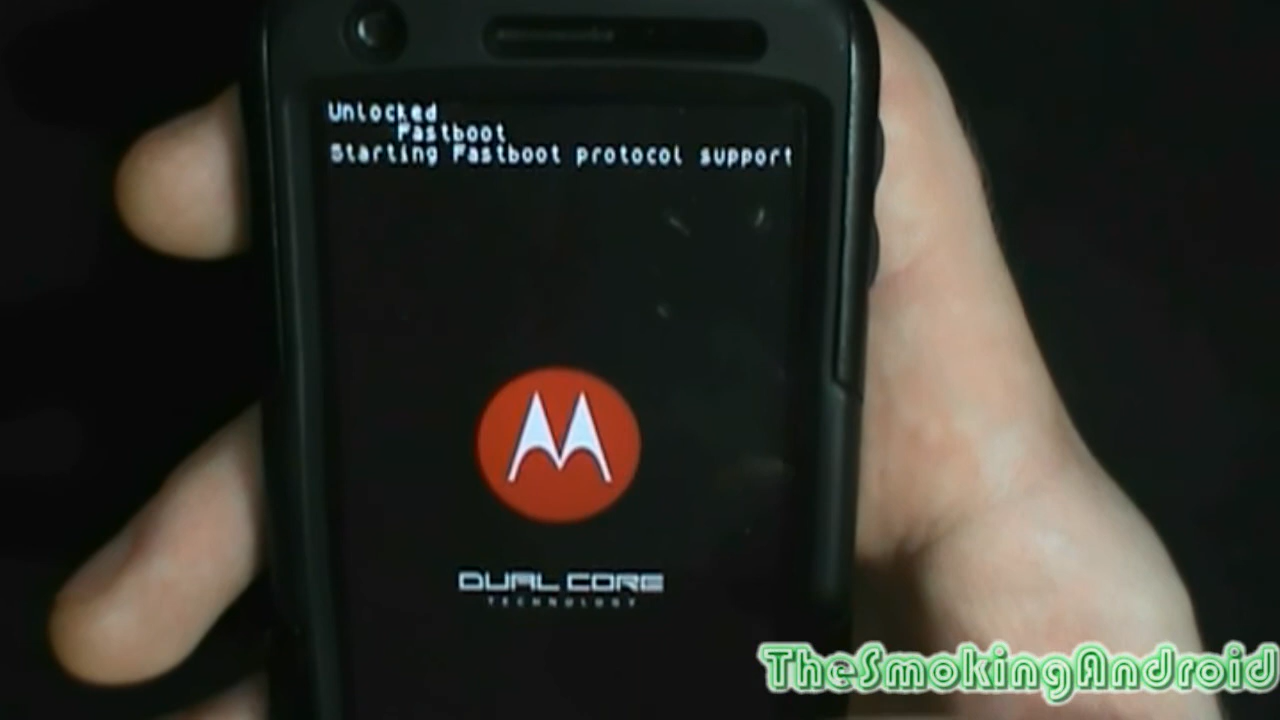 Unlocked
Fastboot
Starting Fastboot protocol support
DUAL CORE
TECHNOLOGY
TheSmokingAndroid